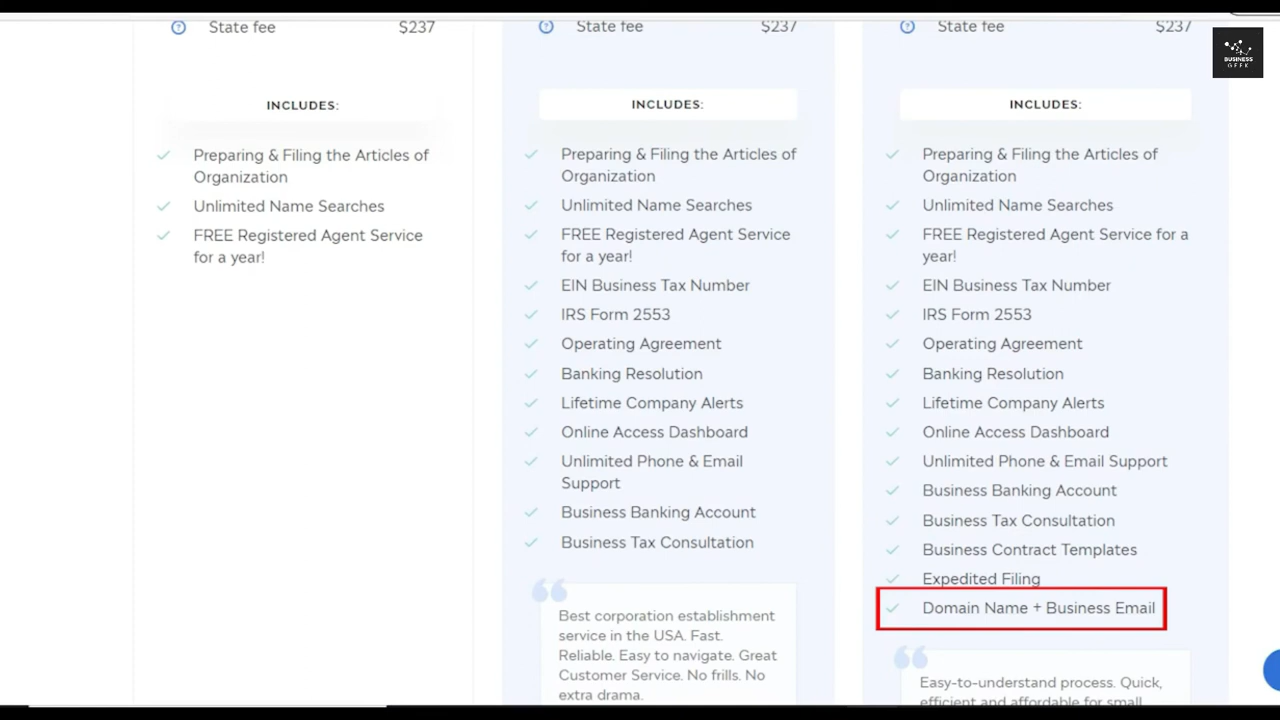 State fee $237
INCLUDES:
Preparing & Filing the Articles of
Organization
Unlimited Name Searches
FREE Registered Agent Service
for a year!
State fee $237
INCLUDES:
Preparing & Filing the Articles of
Organization
Unlimited Name Searches
FREE Registered Agent Service
for a year!
EIN Business Tax Number
IRS Form 2553
Operating Agreement
Banking Resolution
Lifetime Company Alerts
Online Access Dashboard
Unlimited Phone & Email
Support
Business Banking Account
Business Tax Consultation
Best corporation establishment
service in the USA. Fast.
Reliable. Easy to navigate. Great
Customer Service. No frills. No
extra drama.
State fee $237
INCLUDES:
Preparing & Filing the Articles of
Organization
Unlimited Name Searches
FREE Registered Agent Service for a
year!
EIN Business Tax Number
IRS Form 2553
Operating Agreement
Banking Resolution
Lifetime Company Alerts
Online Access Dashboard
Unlimited Phone & Email Support
Business Banking Account
Business Tax Consultation
Business Contract Templates
Expedited Filing
Domain Name + Business Email
Easy-to-understand process. Quick,
efficient and affordable for small
BUSINESS
GEEK